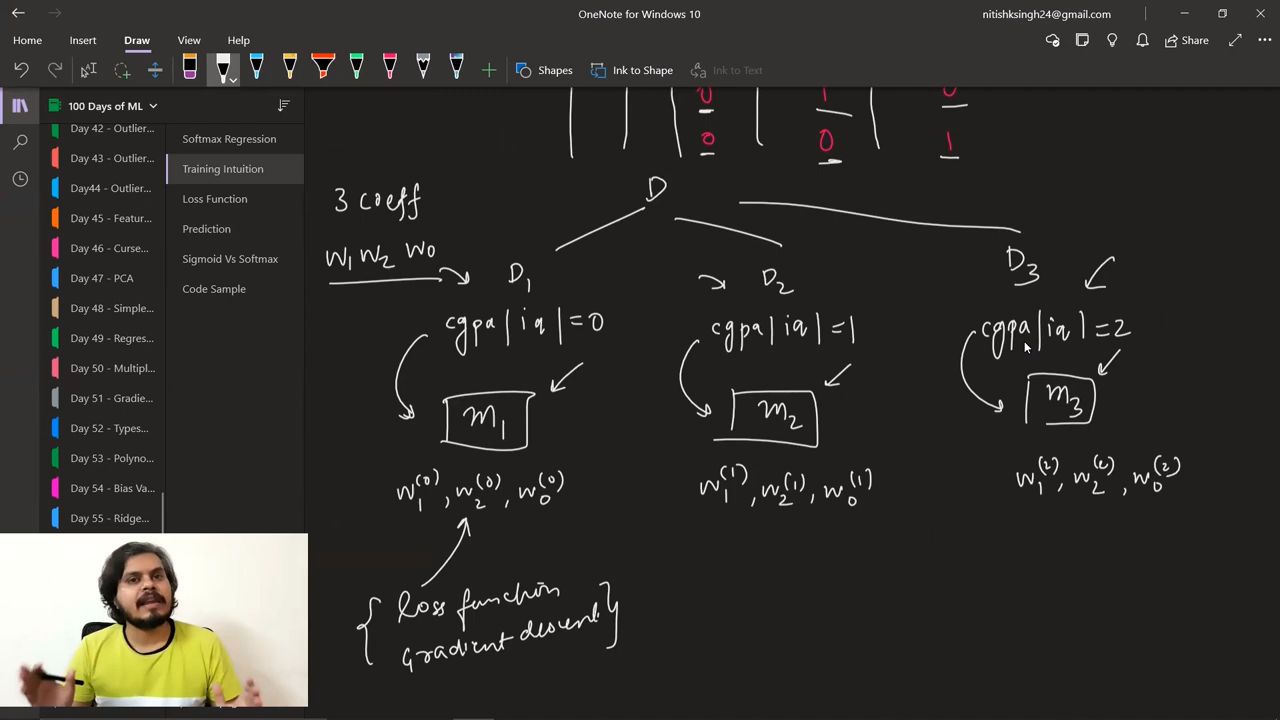 OneNote for Windows 10
nitishksingh24@gmail.com
Home Insert Draw View Help
Shapes Ink to Shape Ink to Text Share
100 Days of ML
Day 42 - Outlier...
Day 43 - Outlier...
Day44 - Outlier...
Day 45 - Featur...
Day 46 - Curse...
Day 47 - PCA
Day 48 - Simple...
Day 49 - Regres...
Day 50 - Multipl...
Day 51 - Gradie...
Day 52 - Types...
Day 53 - Polyno...
Day 54 - Bias Va...
Day 55 - Ridge...
Softmax Regression
Training Intuition
Loss Function
Prediction
Sigmoid Vs Softmax
Code Sample
0 1 0
0 0 1
3 coeff
W1 W2 W0
D
D1 D2 D3
cgpa|iq|=0 cgpa|iq|=1 cgpa|iq|=2
m1 m2 m3
w1(0), w2(0), w0(0) w1(1), w2(1), w0(1) w1(2), w2(2), w0(2)
{ loss function
gradient descent }